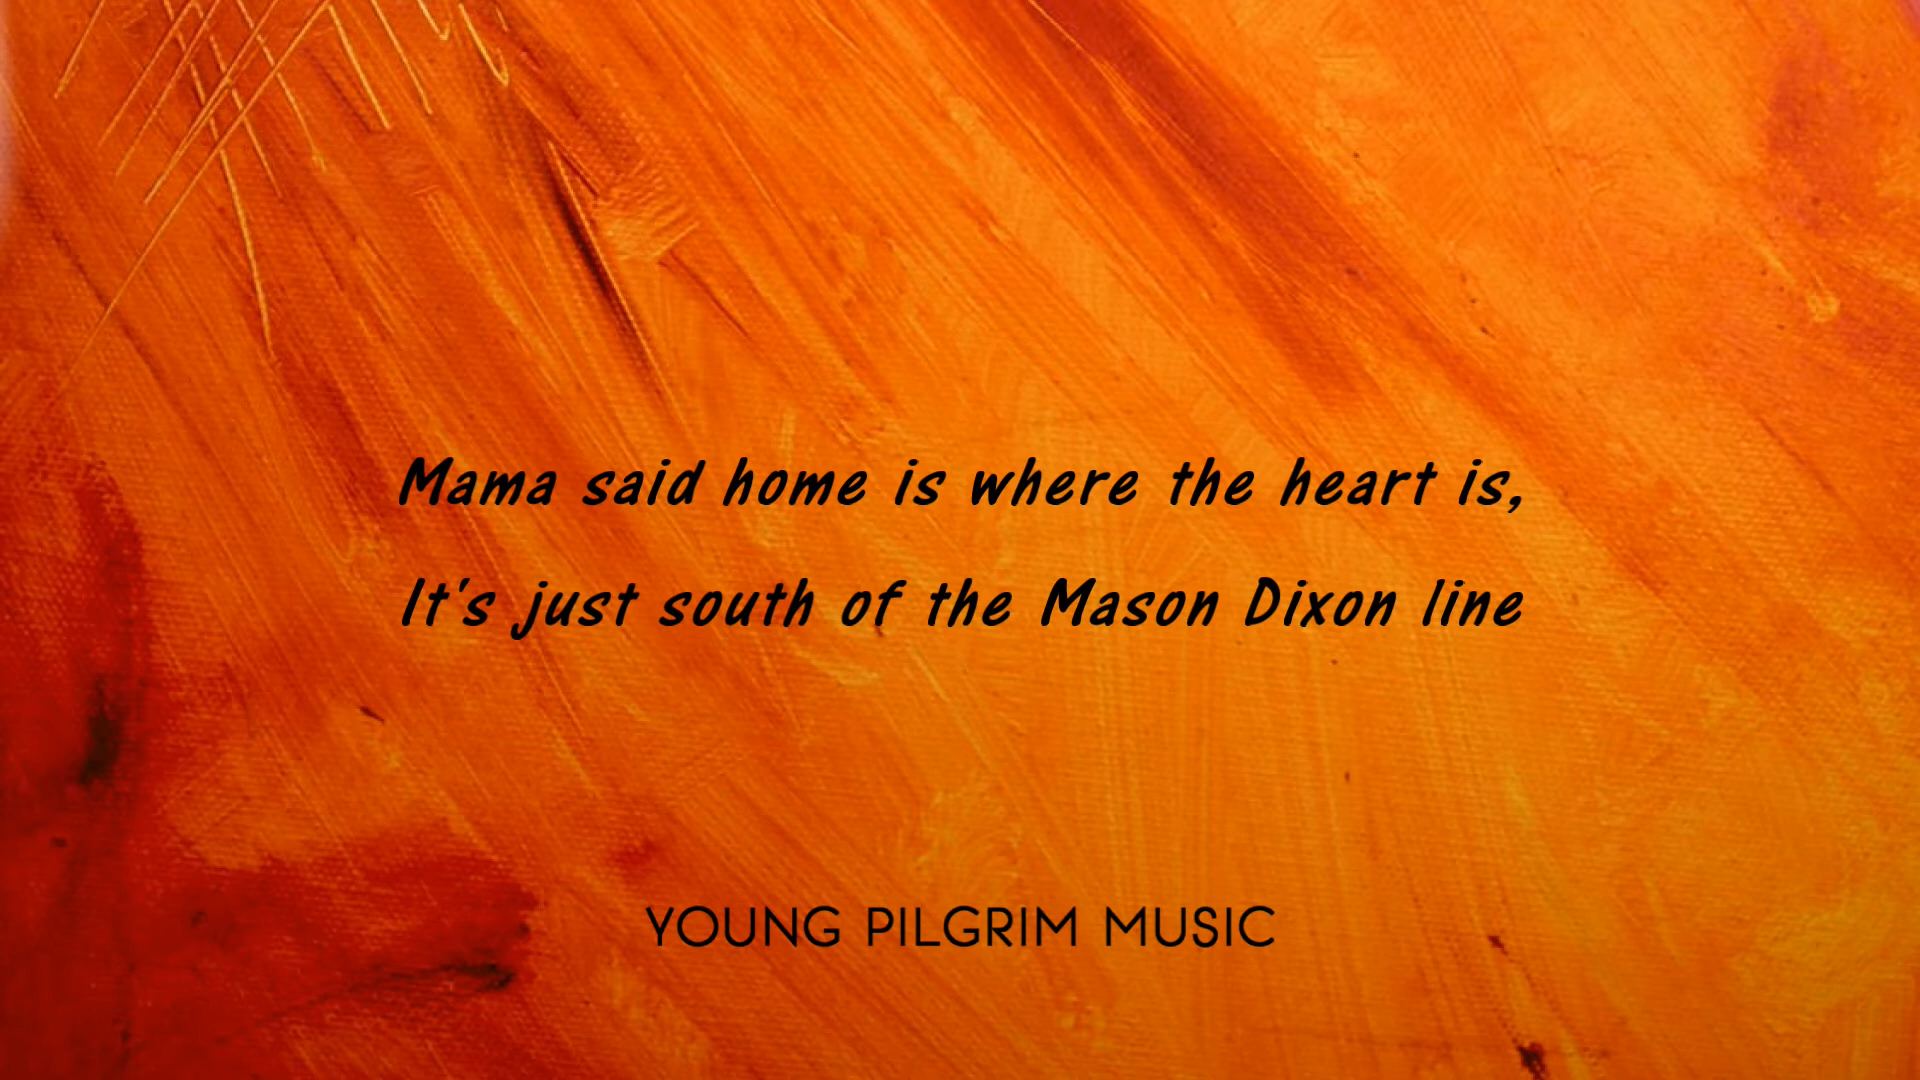 Mama said home is where the heart is,
It's just south of the Mason Dixon line
YOUNG PILGRIM MUSIC